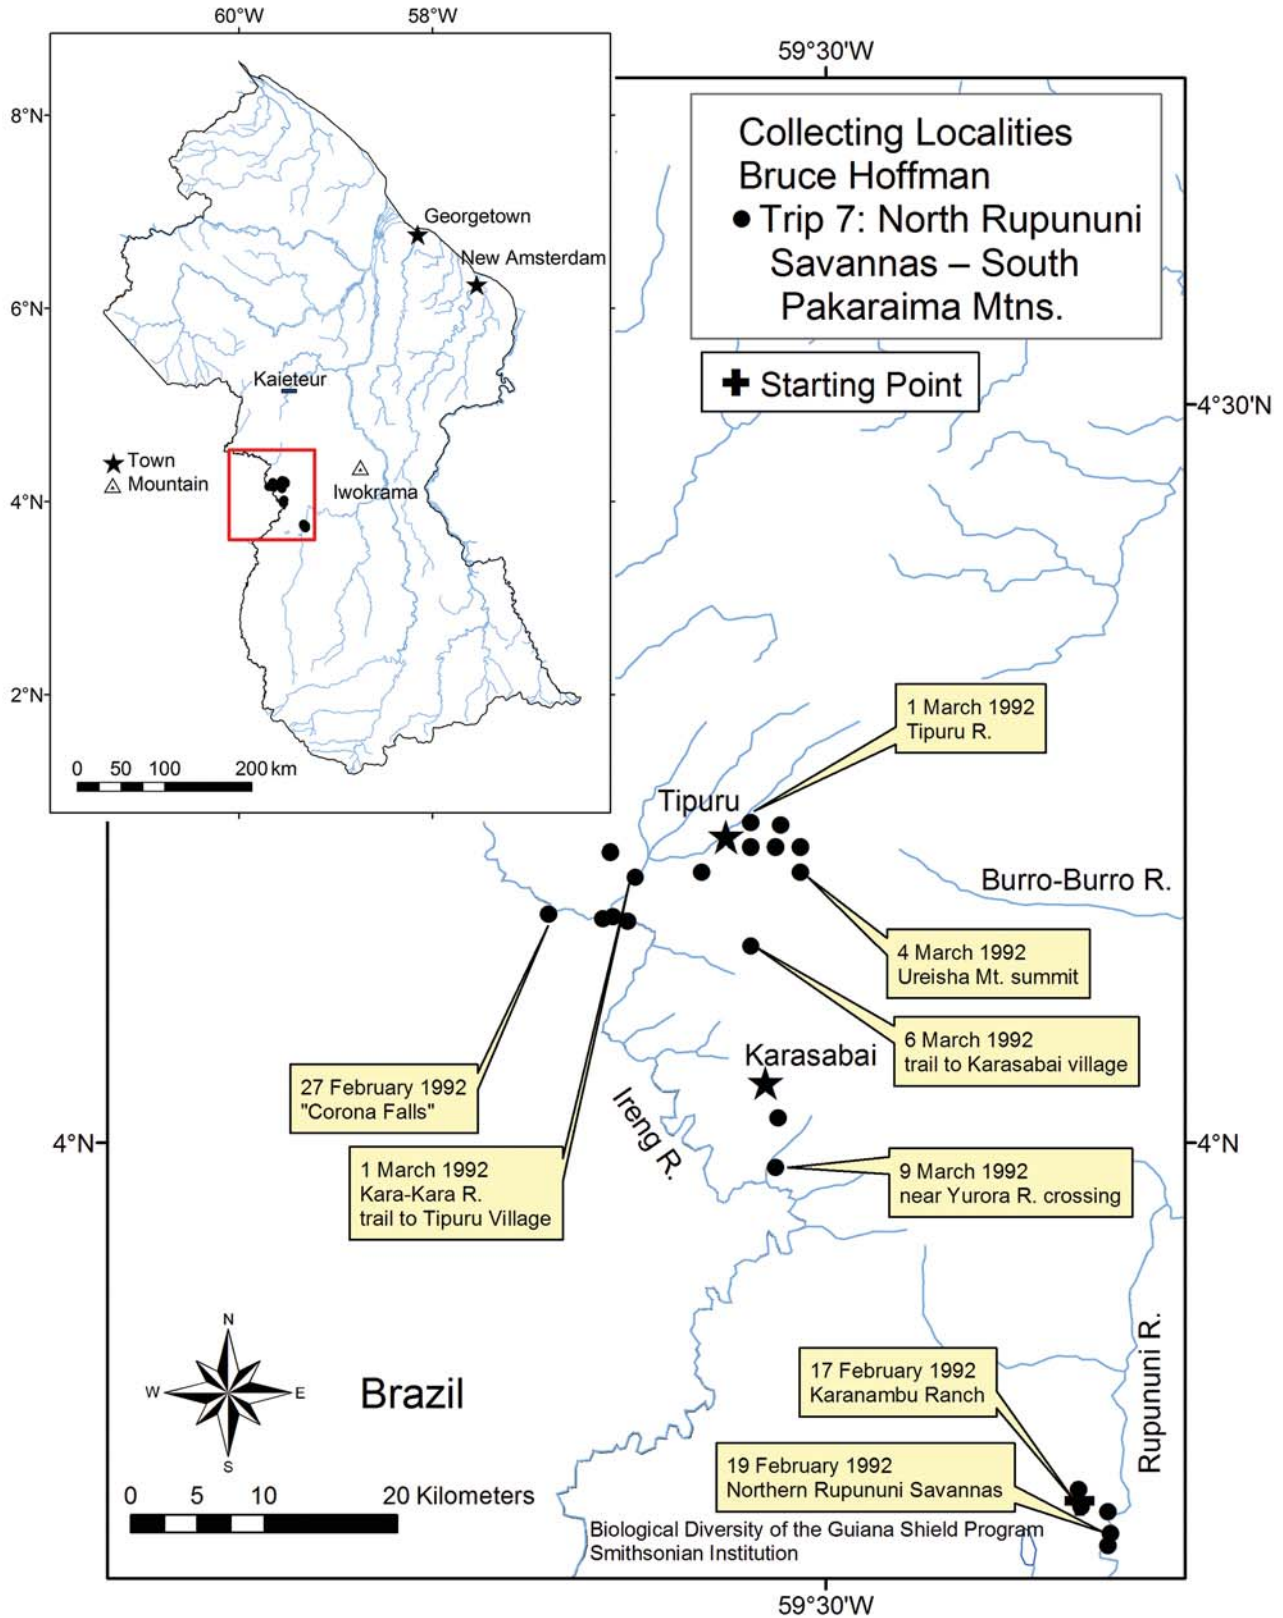 60°W
58°W
8°N
6°N
4°N
2°N
Georgetown
New Amsterdam
Kaieteur
Town
Mountain
Iwokrama
0 50 100 200 km
59°30'W
Collecting Localities
Bruce Hoffman
Trip 7: North Rupununi
Savannas – South
Pakaraima Mtns.
Starting Point
4°30'N
1 March 1992
Tipuru R.
Tipuru
Burro-Burro R.
4 March 1992
Ureisha Mt. summit
6 March 1992
trail to Karasabai village
Karasabai
27 February 1992
"Corona Falls"
Ireng R.
4°N
4°N
1 March 1992
Kara-Kara R.
trail to Tipuru Village
9 March 1992
near Yurora R. crossing
N
W
E
S
Brazil
17 February 1992
Karanambu Ranch
Rupununi R.
19 February 1992
Northern Rupununi Savannas
0 5 10 20 Kilometers
Biological Diversity of the Guiana Shield Program
Smithsonian Institution
59°30'W